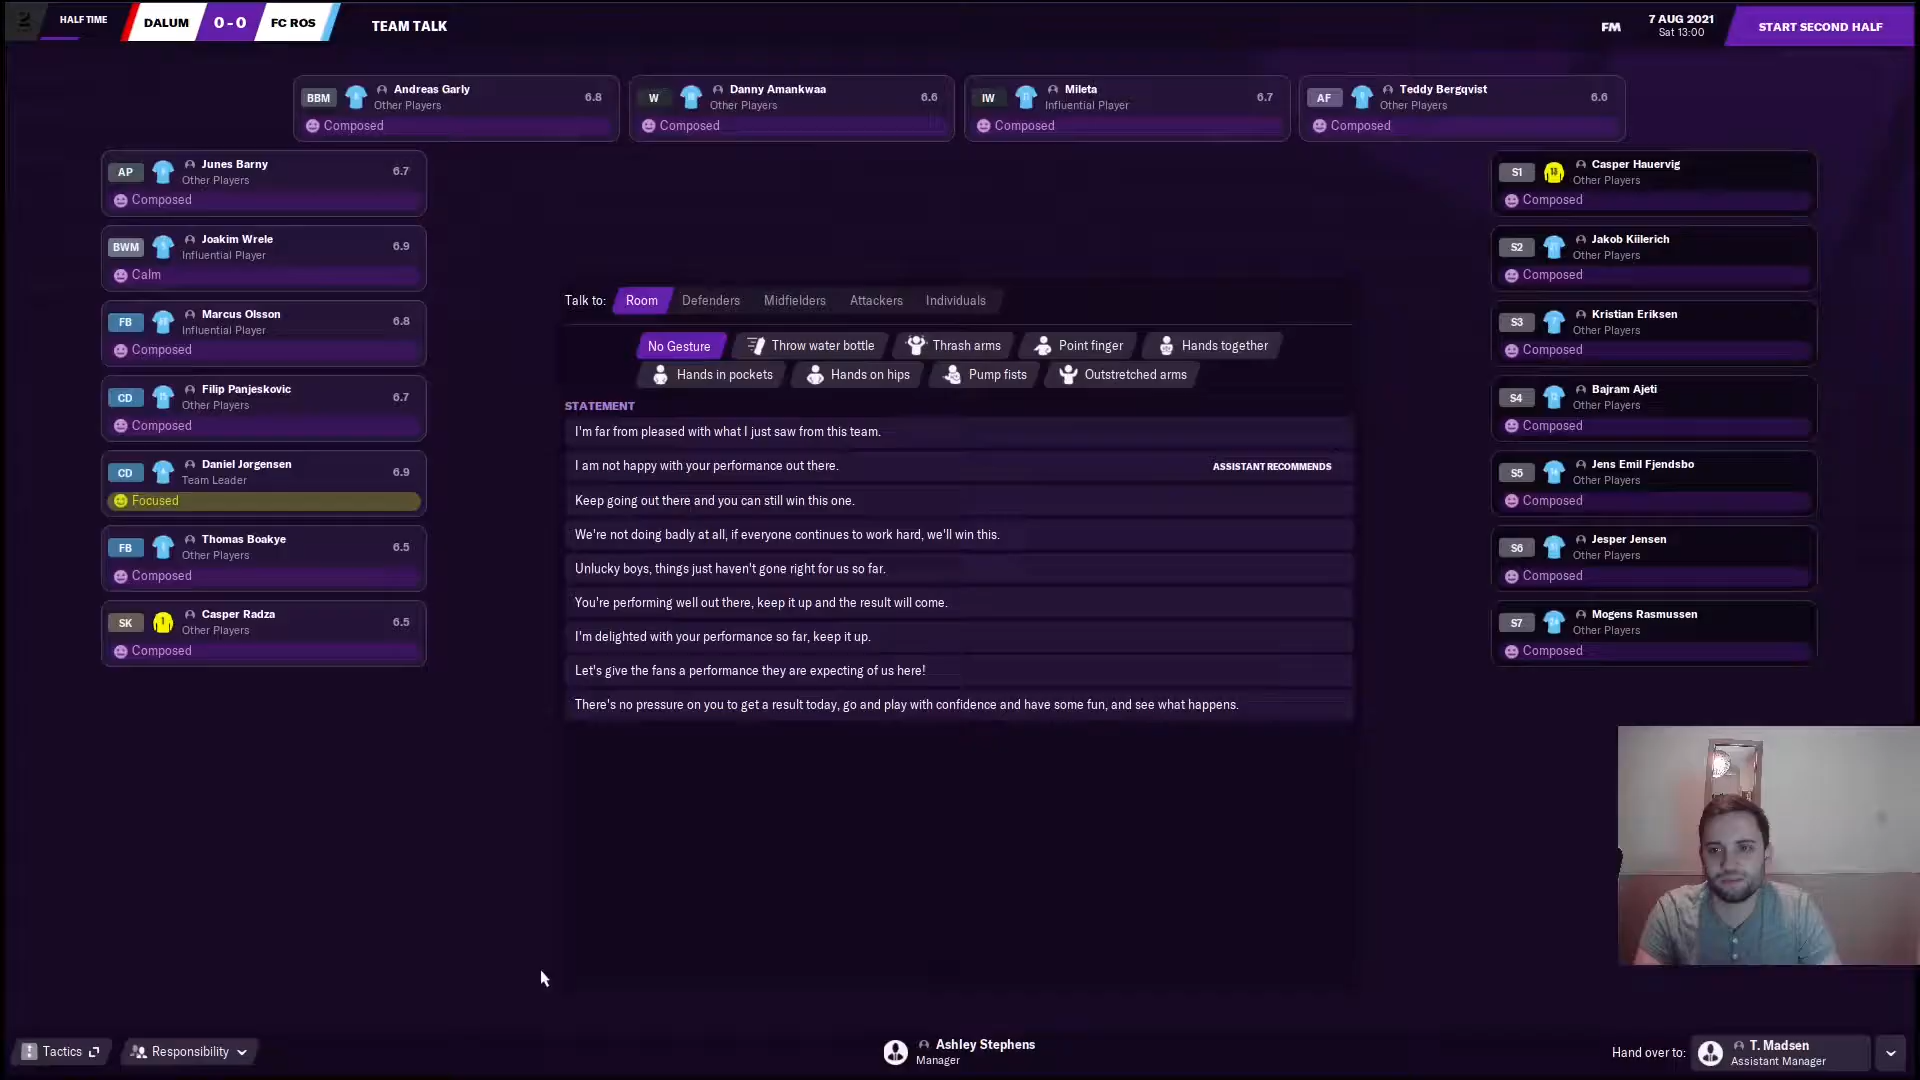 HALF TIME
DALUM 0 - 0 FC ROS
TEAM TALK
FM
7 AUG 2021
Sat 13:00
START SECOND HALF
BBM Andreas Garly 6.8
Other Players
Composed
W Danny Amankwaa 6.6
Other Players
Composed
IW Mileta 6.7
Influential Player
Composed
AF Teddy Bergqvist 6.6
Other Players
Composed
AP Junes Barny 6.7
Other Players
Composed
BWM Joakim Wrele 6.9
Influential Player
Calm
FB Marcus Olsson 6.8
Influential Player
Composed
CD Filip Panjeskovic 6.7
Other Players
Composed
CD Daniel Jørgensen 6.9
Team Leader
Focused
FB Thomas Boakye 6.5
Other Players
Composed
SK 1 Casper Radza 6.5
Other Players
Composed
Talk to: Room Defenders Midfielders Attackers Individuals
No Gesture Throw water bottle Thrash arms Point finger Hands together
Hands in pockets Hands on hips Pump fists Outstretched arms
STATEMENT
I'm far from pleased with what I just saw from this team.
I am not happy with your performance out there. ASSISTANT RECOMMENDS
Keep going out there and you can still win this one.
We're not doing badly at all, if everyone continues to work hard, we'll win this.
Unlucky boys, things just haven't gone right for us so far.
You're performing well out there, keep it up and the result will come.
I'm delighted with your performance so far, keep it up.
Let's give the fans a performance they are expecting of us here!
There's no pressure on you to get a result today, go and play with confidence and have some fun, and see what happens.
S1 Casper Hauervig
Other Players
Composed
S2 Jakob Kiilerich
Other Players
Composed
S3 Kristian Eriksen
Other Players
Composed
S4 Bajram Ajeti
Other Players
Composed
S5 Jens Emil Fjendsbo
Other Players
Composed
S6 Jesper Jensen
Other Players
Composed
S7 Mogens Rasmussen
Other Players
Composed
Tactics
Responsibility
Ashley Stephens
Manager
Hand over to: T. Madsen
Assistant Manager